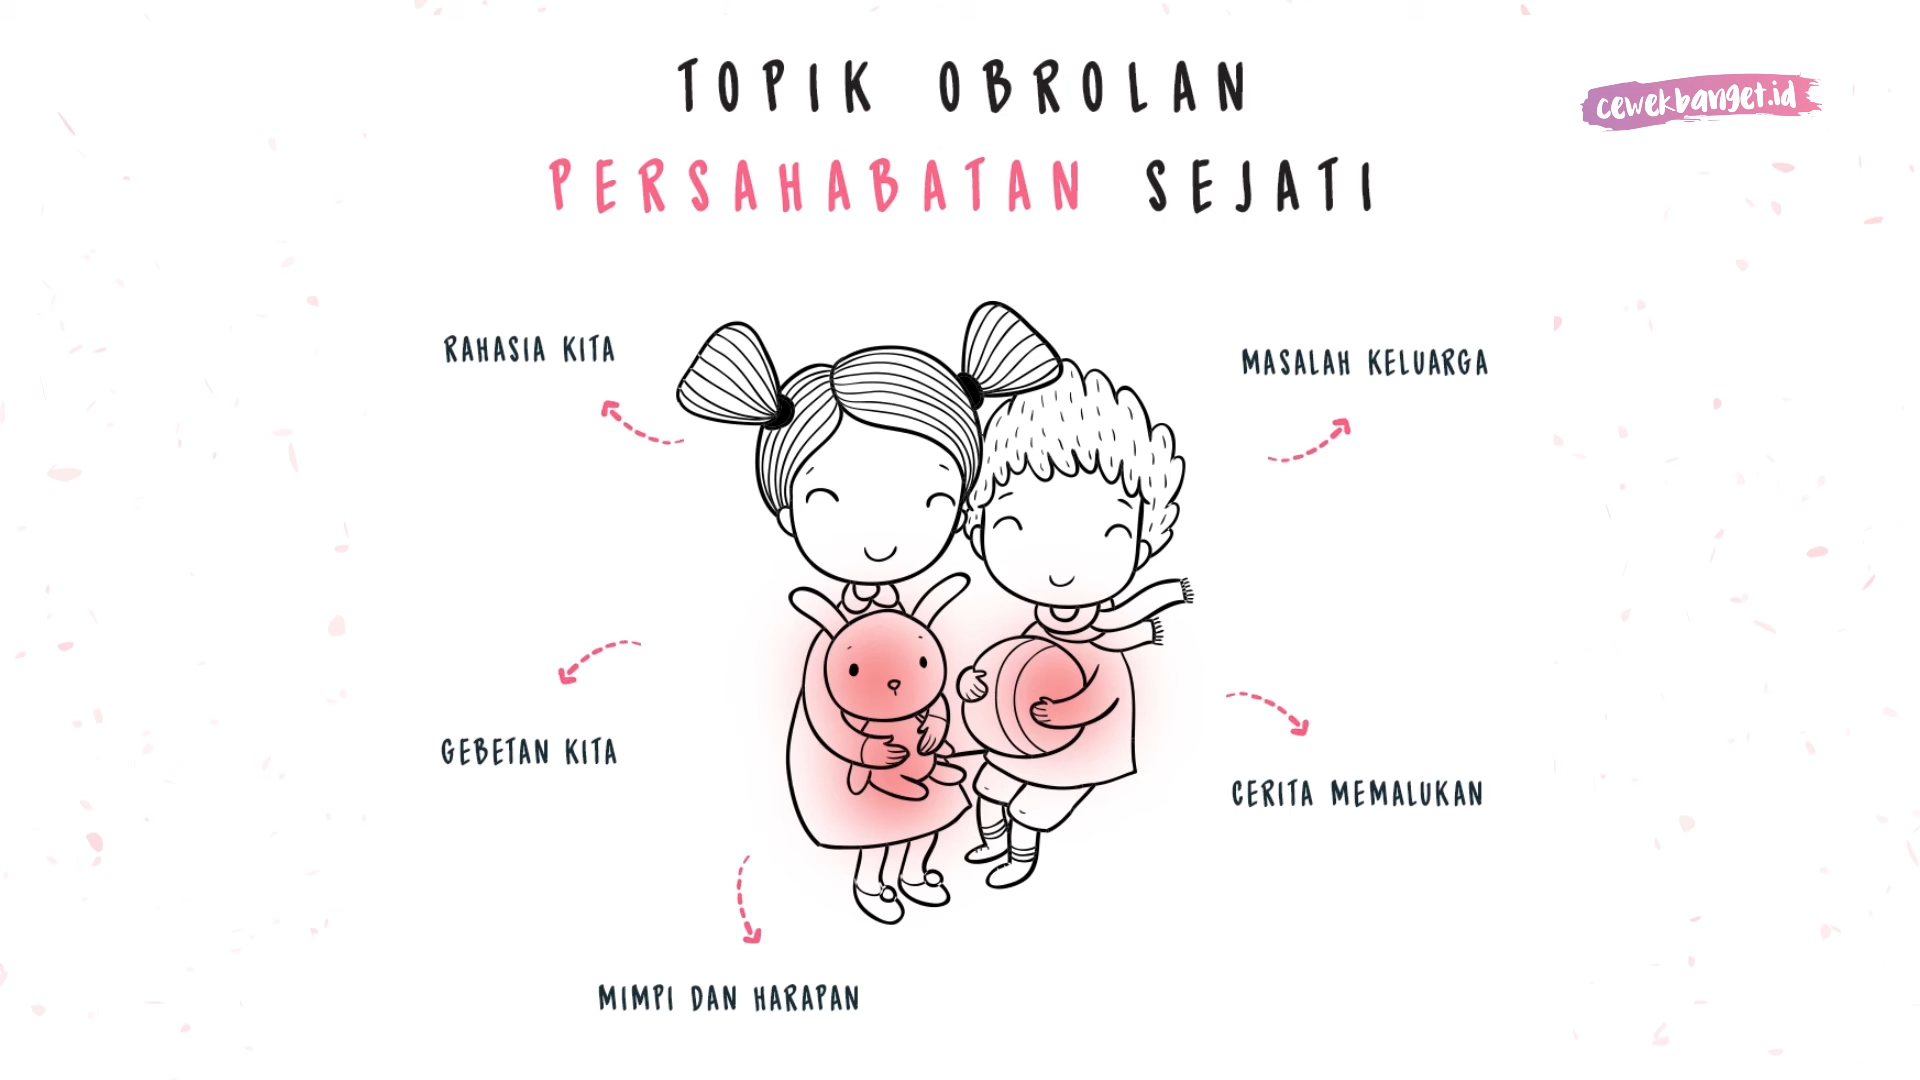 TOPIK OBROLAN
cewekbanget.id
PERSAHABATAN SEJATI
RAHASIA KITA
MASALAH KELUARGA
GEBETAN KITA
CERITA MEMALUKAN
MIMPI DAN HARAPAN